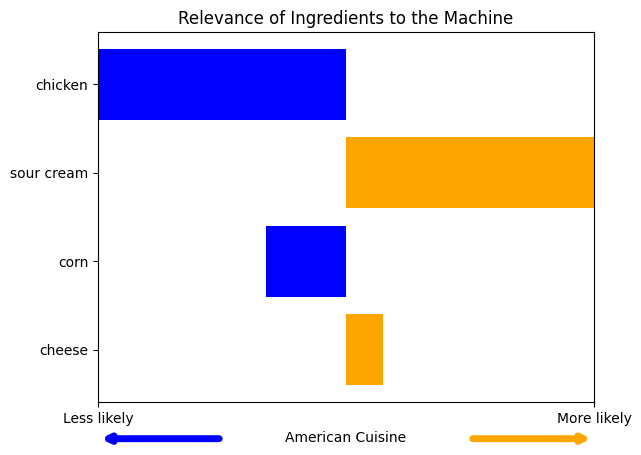 Relevance of Ingredients to the Machine
chicken
sour cream
corn
cheese
Less likely
More likely
American Cuisine